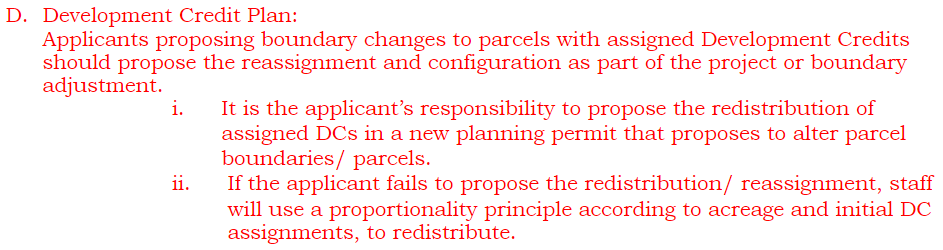 D. Development Credit Plan:
Applicants proposing boundary changes to parcels with assigned Development Credits
should propose the reassignment and configuration as part of the project or boundary
adjustment.
i. It is the applicant’s responsibility to propose the redistribution of
assigned DCs in a new planning permit that proposes to alter parcel
boundaries/ parcels.
ii. If the applicant fails to propose the redistribution/ reassignment, staff
will use a proportionality principle according to acreage and initial DC
assignments, to redistribute.